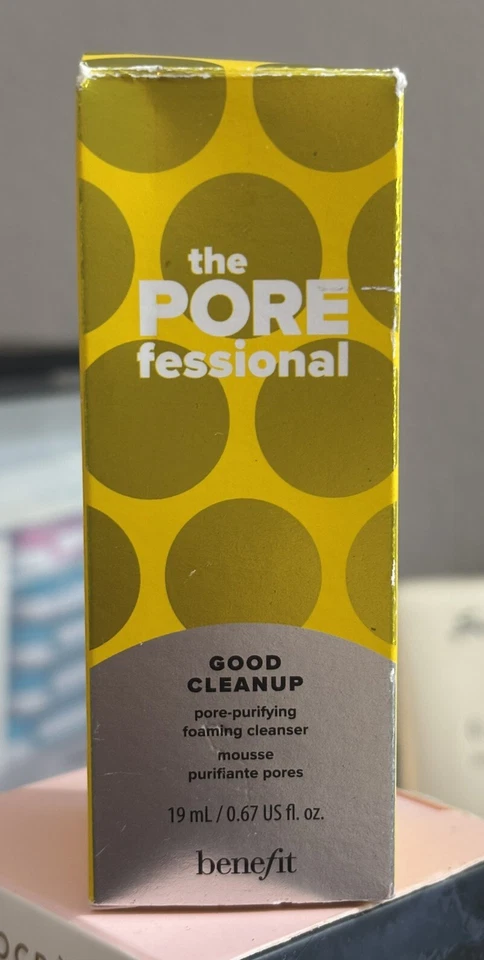 the
PORE
fessional
GOOD
CLEANUP
pore-purifying
foaming cleanser
mousse
purifiante pores
19 mL / 0.67 US fl. oz.
benefit